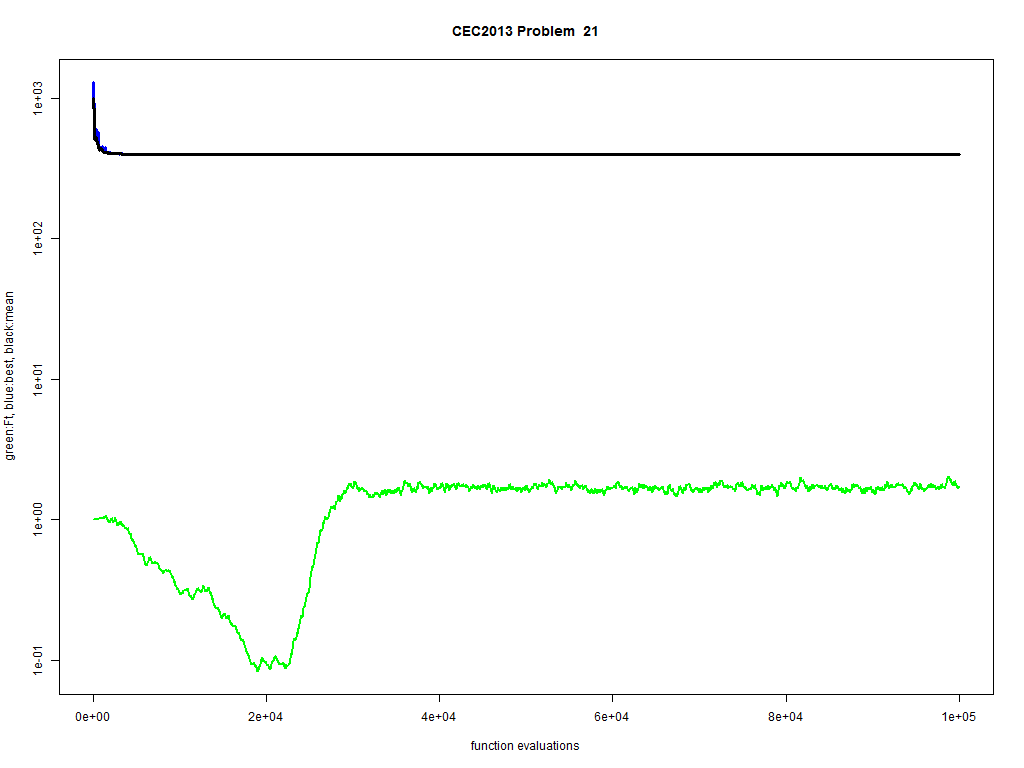 CEC2013 Problem  21
green:Ft, blue:best, black:mean
1e+03
1e+02
1e+01
1e+00
1e-01
0e+00
2e+04
4e+04
6e+04
8e+04
1e+05
function evaluations